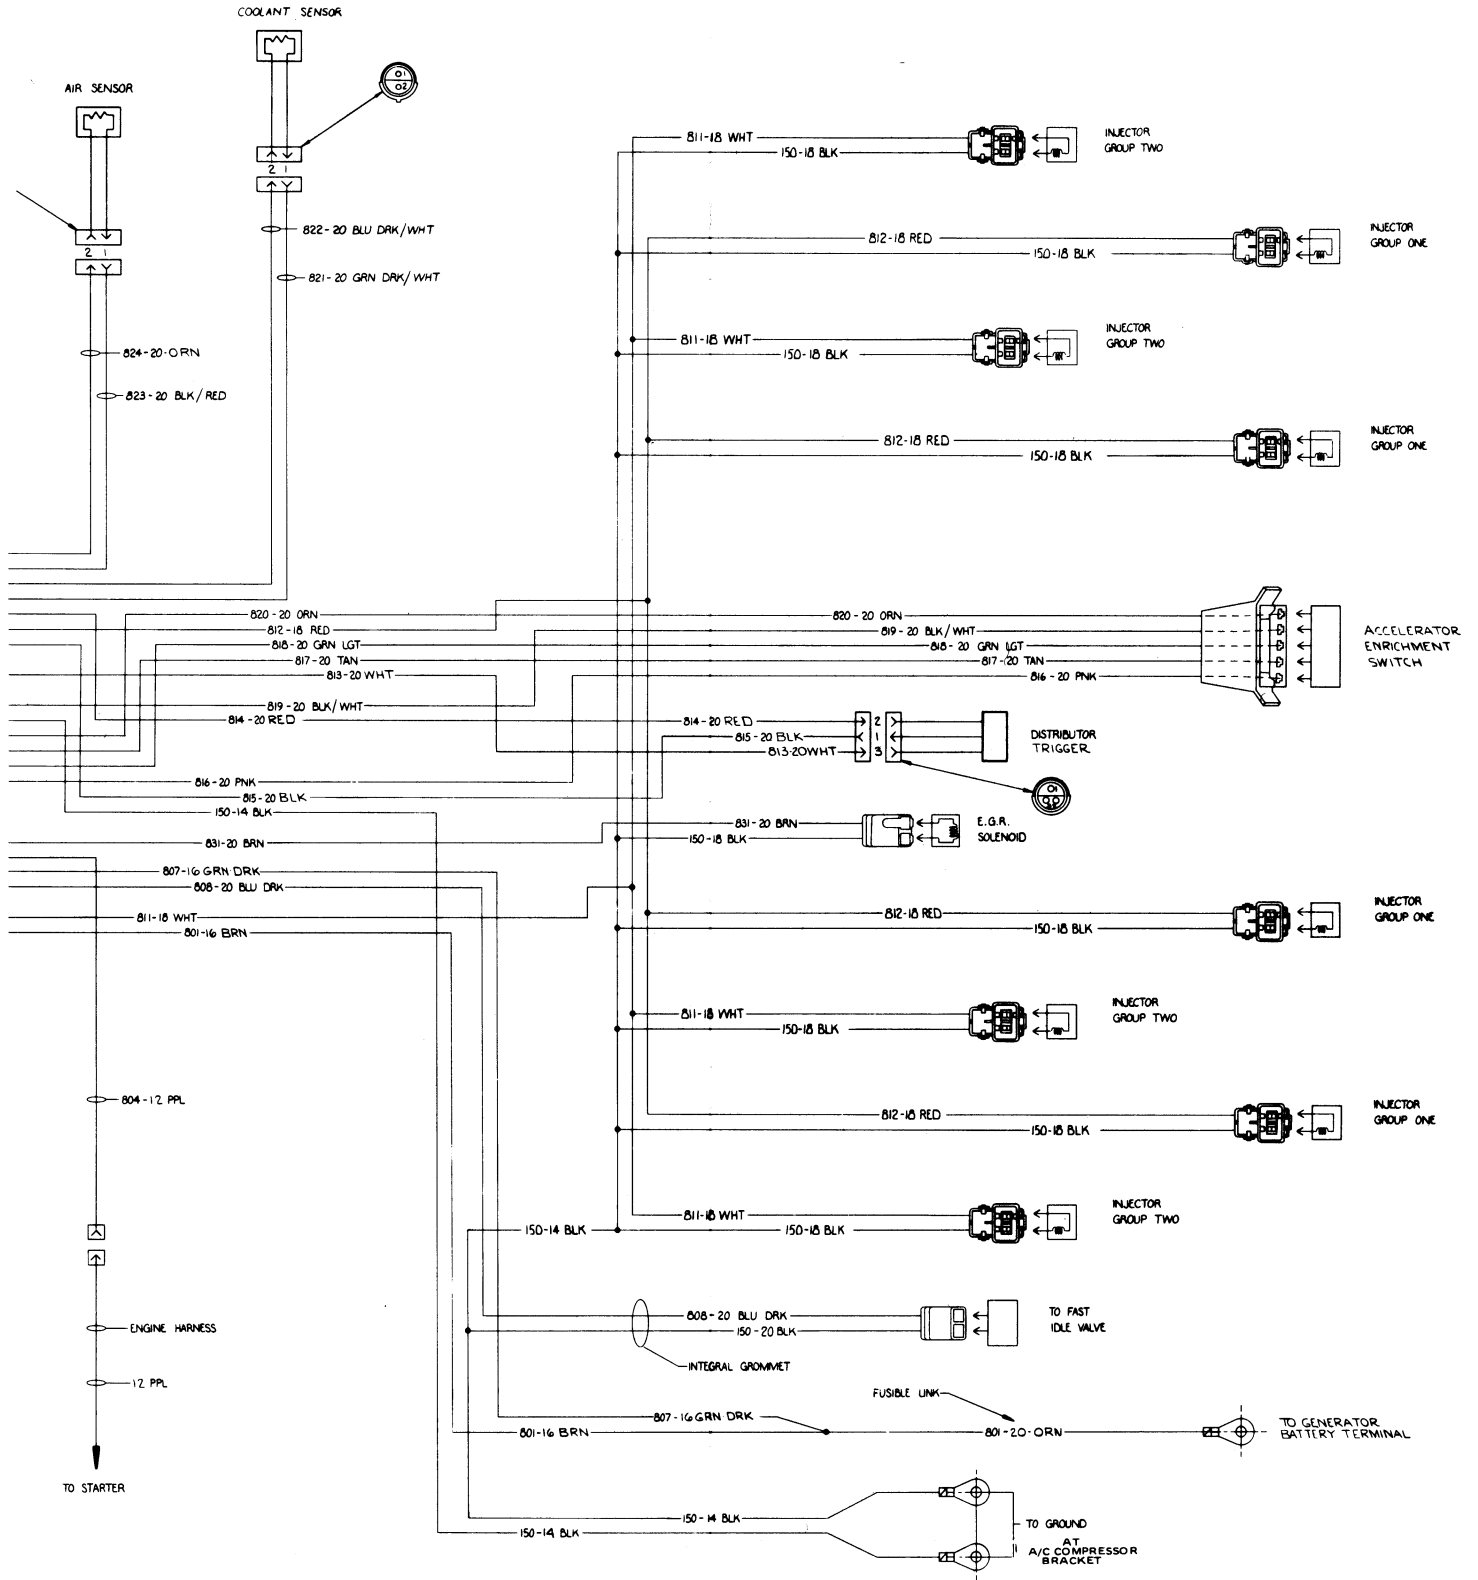 COOLANT SENSOR
AIR SENSOR
1
2
2 1
2 1
811-18 WHT
150-18 BLK
INJECTOR
GROUP TWO
822-20 BLU DRK/WHT
821-20 GRN DRK/WHT
812-18 RED
150-18 BLK
INJECTOR
GROUP ONE
824-20-ORN
823-20 BLK/RED
811-18 WHT
150-18 BLK
INJECTOR
GROUP TWO
812-18 RED
150-18 BLK
INJECTOR
GROUP ONE
820-20 ORN
812-18 RED
818-20 GRN LGT
817-20 TAN
813-20 WHT
819-20 BLK/WHT
814-20 RED
820-20 ORN
819-20 BLK/WHT
818-20 GRN LGT
817-20 TAN
816-20 PNK
ACCELERATOR
ENRICHMENT
SWITCH
814-20 RED
815-20 BLK
813-20WHT
2
1
3
DISTRIBUTOR
TRIGGER
1
816-20 PNK
815-20 BLK
150-14 BLK
831-20 BRN
831-20 BRN
150-18 BLK
E.G.R.
SOLENOID
807-16 GRN DRK
808-20 BLU DRK
811-18 WHT
801-16 BRN
812-18 RED
150-18 BLK
INJECTOR
GROUP ONE
811-18 WHT
150-18 BLK
INJECTOR
GROUP TWO
804-12 PPL
812-18 RED
150-18 BLK
INJECTOR
GROUP ONE
811-18 WHT
150-14 BLK
150-18 BLK
INJECTOR
GROUP TWO
ENGINE HARNESS
12 PPL
TO STARTER
808-20 BLU DRK
150-20 BLK
TO FAST
IDLE VALVE
INTEGRAL GROMMET
FUSIBLE LINK
807-16 GRN DRK
801-16 BRN
801-20-ORN
TO GENERATOR
BATTERY TERMINAL
150-14 BLK
150-14 BLK
TO GROUND
AT
A/C COMPRESSOR
BRACKET